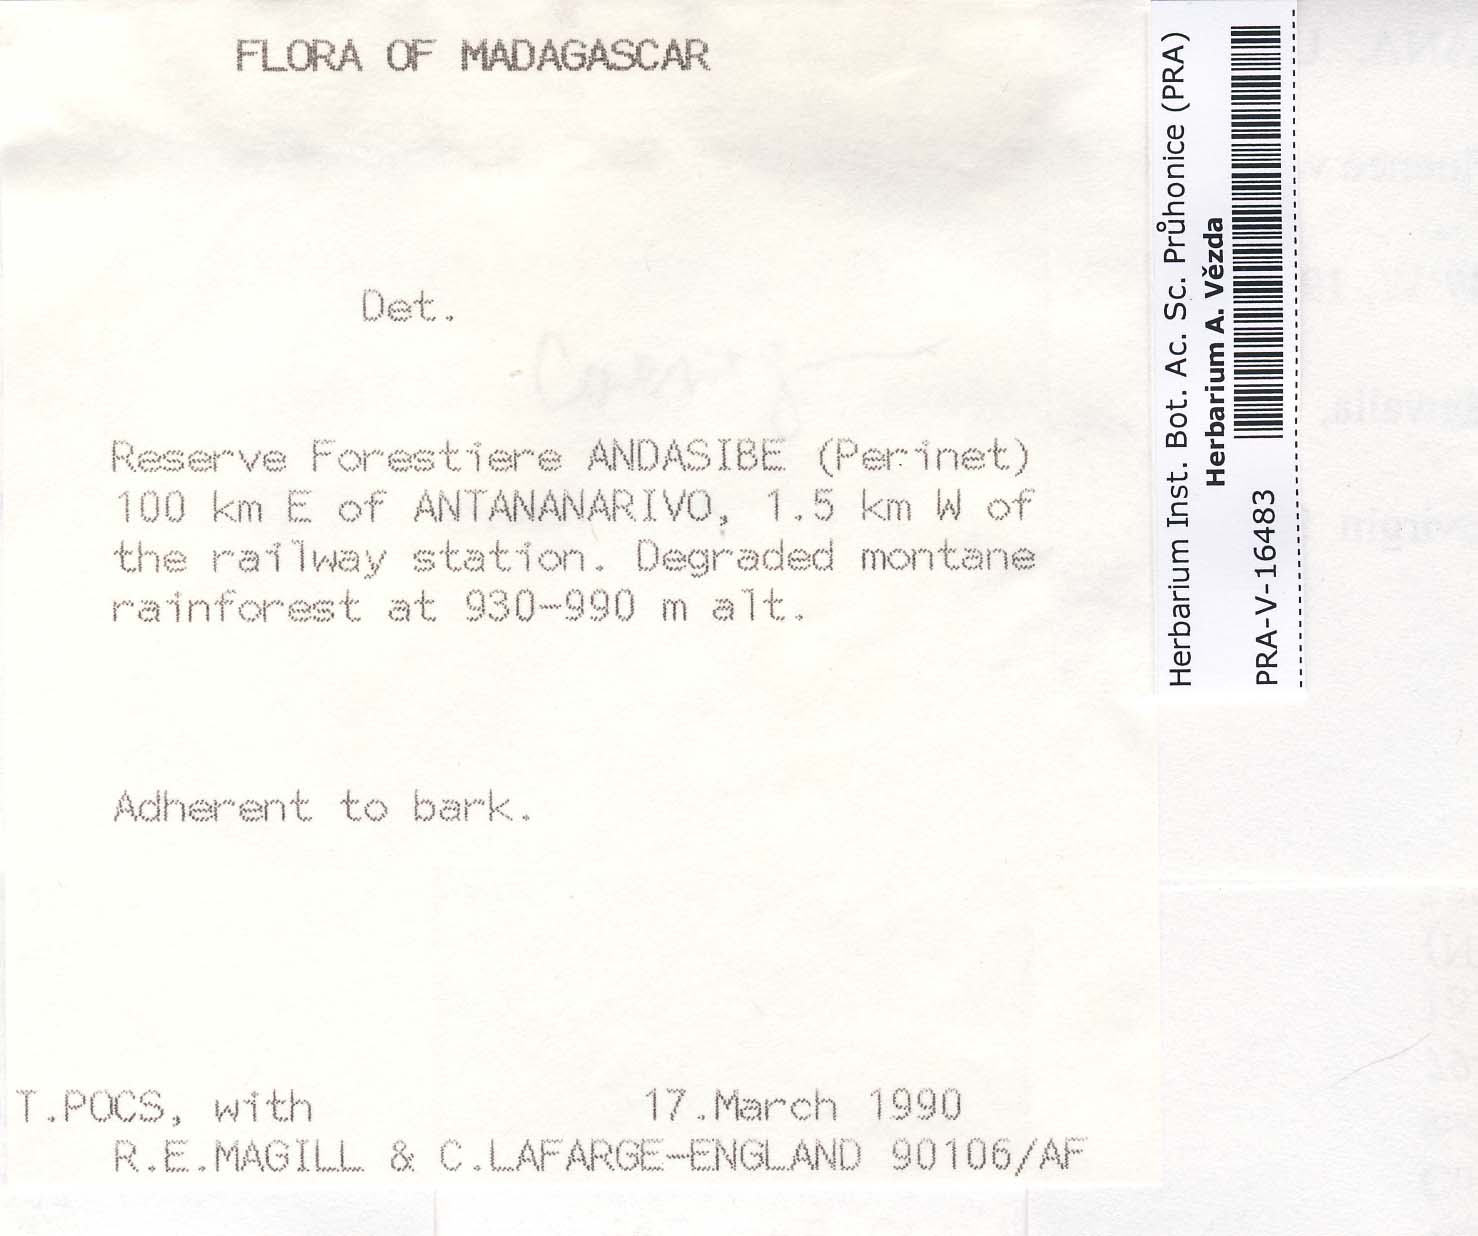 FLORA OF MADAGASCAR
Det.
Reserve Forestiere ANDASIBE (Perinet)
100 km E of ANTANANARIVO, 1.5 km W of
the railway station. Degraded montane
rainforest at 930-990 m alt.
Adherent to bark.
T.POCS, with 17.March 1990
R.E.MAGILL & C.LAFARGE-ENGLAND 90106/AF
Herbarium Inst. Bot. Ac. Sc. Průhonice (PRA)
Herbarium A. Vězda
PRA-V-16483